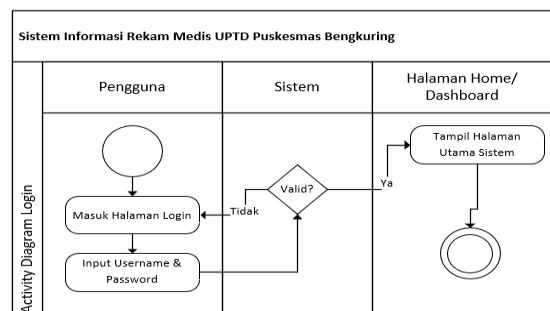 Sistem Informasi Rekam Medis UPTD Puskesmas Bengkuring
Activity Diagram Login
Pengguna
Sistem
Halaman Home/
Dashboard
Masuk Halaman Login
Input Username &
Password
Valid?
Tidak
Ya
Tampil Halaman
Utama Sistem